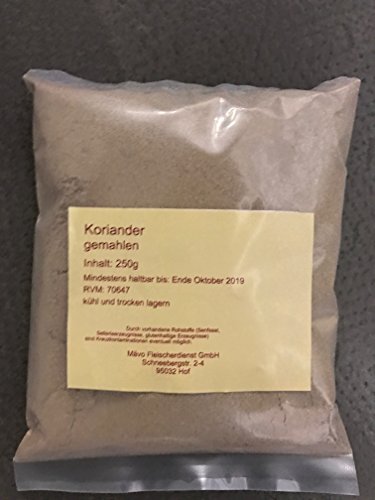 Koriander
gemahlen
Inhalt: 250g
Mindestens haltbar bis: Ende Oktober 2019
RVM: 70647
kühl und trocken lagern
Durch vorhandene Rohstoffe (Senfsaat,
Sellerieerzeugnisse, glutenhaltige Erzeugnisse)
sind Kreuzkontaminationen eventuell möglich.
Mävo Fleischerdienst GmbH
Schneebergstr. 2-4
95032 Hof